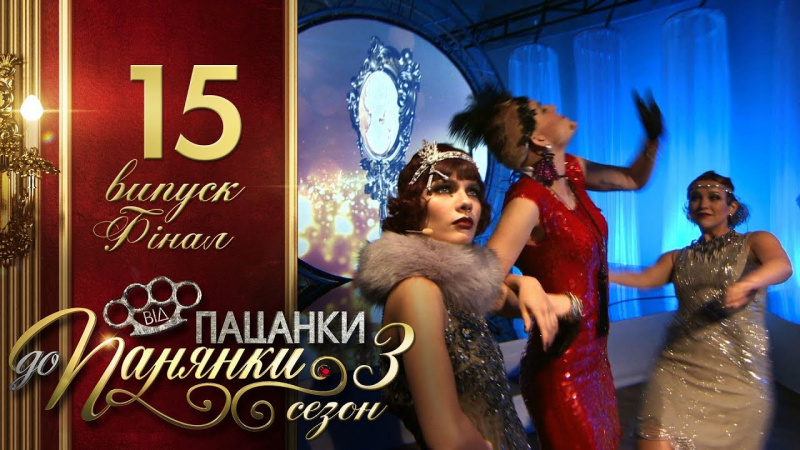 15
випуск
Фінал
ВІД
ПАЦАНКИ
до Панянки 3
сезон